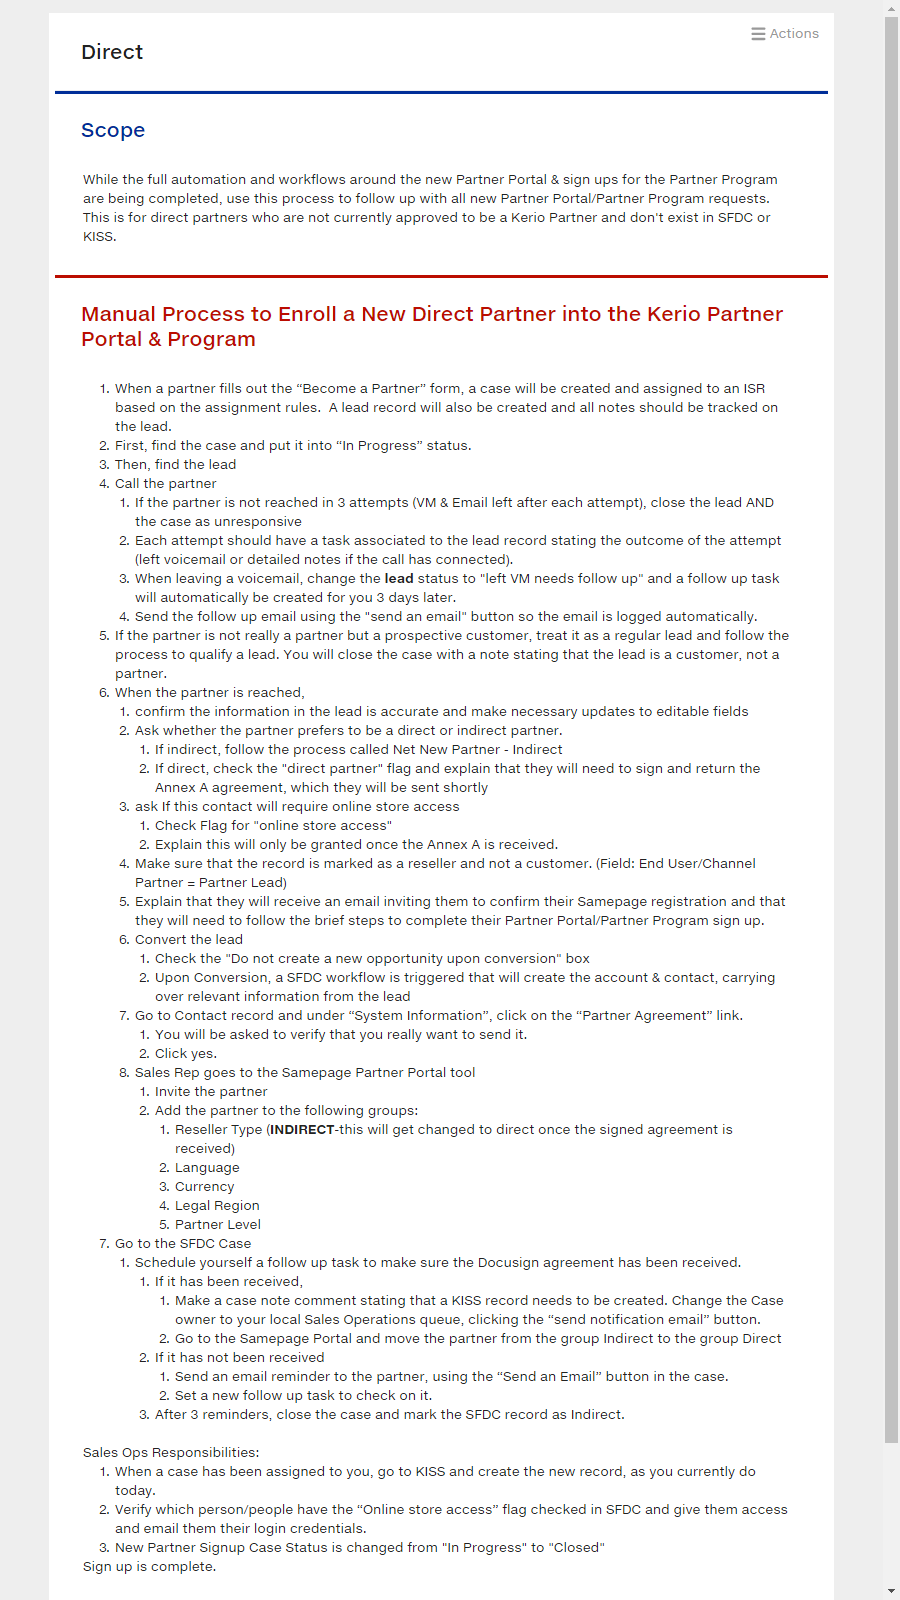 Actions
Direct
Scope
While the full automation and workflows around the new Partner Portal & sign ups for the Partner Program
are being completed, use this process to follow up with all new Partner Portal/Partner Program requests.
This is for direct partners who are not currently approved to be a Kerio Partner and don't exist in SFDC or
KISS.
Manual Process to Enroll a New Direct Partner into the Kerio Partner
Portal & Program
1. When a partner fills out the “Become a Partner” form, a case will be created and assigned to an ISR
based on the assignment rules.  A lead record will also be created and all notes should be tracked on
the lead.
2. First, find the case and put it into “In Progress” status.
3. Then, find the lead
4. Call the partner
1. If the partner is not reached in 3 attempts (VM & Email left after each attempt), close the lead AND
the case as unresponsive
2. Each attempt should have a task associated to the lead record stating the outcome of the attempt
(left voicemail or detailed notes if the call has connected).
3. When leaving a voicemail, change the lead status to "left VM needs follow up" and a follow up task
will automatically be created for you 3 days later.
4. Send the follow up email using the "send an email" button so the email is logged automatically.
5. If the partner is not really a partner but a prospective customer, treat it as a regular lead and follow the
process to qualify a lead. You will close the case with a note stating that the lead is a customer, not a
partner.
6. When the partner is reached,
1. confirm the information in the lead is accurate and make necessary updates to editable fields
2. Ask whether the partner prefers to be a direct or indirect partner.
1. If indirect, follow the process called Net New Partner - Indirect
2. If direct, check the "direct partner" flag and explain that they will need to sign and return the
Annex A agreement, which they will be sent shortly
3. ask If this contact will require online store access
1. Check Flag for "online store access"
2. Explain this will only be granted once the Annex A is received.
4. Make sure that the record is marked as a reseller and not a customer. (Field: End User/Channel
Partner = Partner Lead)
5. Explain that they will receive an email inviting them to confirm their Samepage registration and that
they will need to follow the brief steps to complete their Partner Portal/Partner Program sign up.
6. Convert the lead
1. Check the "Do not create a new opportunity upon conversion" box
2. Upon Conversion, a SFDC workflow is triggered that will create the account & contact, carrying
over relevant information from the lead
7. Go to Contact record and under “System Information”, click on the “Partner Agreement” link.
1. You will be asked to verify that you really want to send it.
2. Click yes.
8. Sales Rep goes to the Samepage Partner Portal tool
1. Invite the partner
2. Add the partner to the following groups:
1. Reseller Type (INDIRECT-this will get changed to direct once the signed agreement is
received)
2. Language
3. Currency
4. Legal Region
5. Partner Level
7. Go to the SFDC Case
1. Schedule yourself a follow up task to make sure the Docusign agreement has been received.
1. If it has been received,
1. Make a case note comment stating that a KISS record needs to be created. Change the Case
owner to your local Sales Operations queue, clicking the “send notification email” button.
2. Go to the Samepage Portal and move the partner from the group Indirect to the group Direct
2. If it has not been received
1. Send an email reminder to the partner, using the “Send an Email” button in the case.
2. Set a new follow up task to check on it.
3. After 3 reminders, close the case and mark the SFDC record as Indirect.
Sales Ops Responsibilities:
1. When a case has been assigned to you, go to KISS and create the new record, as you currently do
today.
2. Verify which person/people have the “Online store access” flag checked in SFDC and give them access
and email them their login credentials.
3. New Partner Signup Case Status is changed from "In Progress" to "Closed"
Sign up is complete.